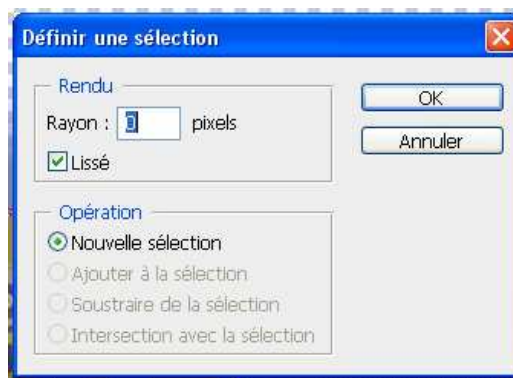 Définir une sélection
Rendu
Rayon : 0 pixels
Lissé
OK
Annuler
Opération
Nouvelle sélection
Ajouter à la sélection
Soustraire de la sélection
Intersection avec la sélection